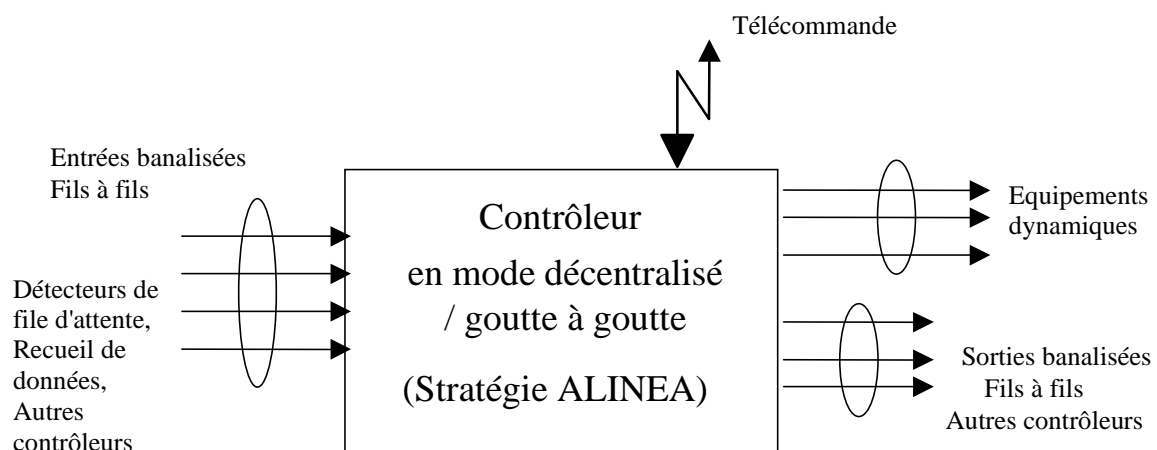 Télécommande
Entrées banalisées
Fils à fils
Détecteurs de
file d'attente,
Recueil de
données,
Autres
contrôleurs
Contrôleur
en mode décentralisé
/ goutte à goutte
(Stratégie ALINEA)
Equipements
dynamiques
Sorties banalisées
Fils à fils
Autres contrôleurs